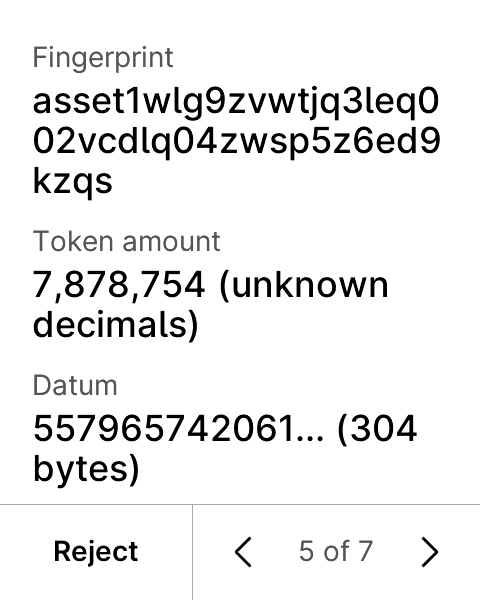 Fingerprint
asset1wlg9zvwtjq3leq0
02vcdlq04zwsp5z6ed9
kzqs
Token amount
7,878,754 (unknown
decimals)
Datum
557965742061... (304
bytes)
Reject
5 of 7